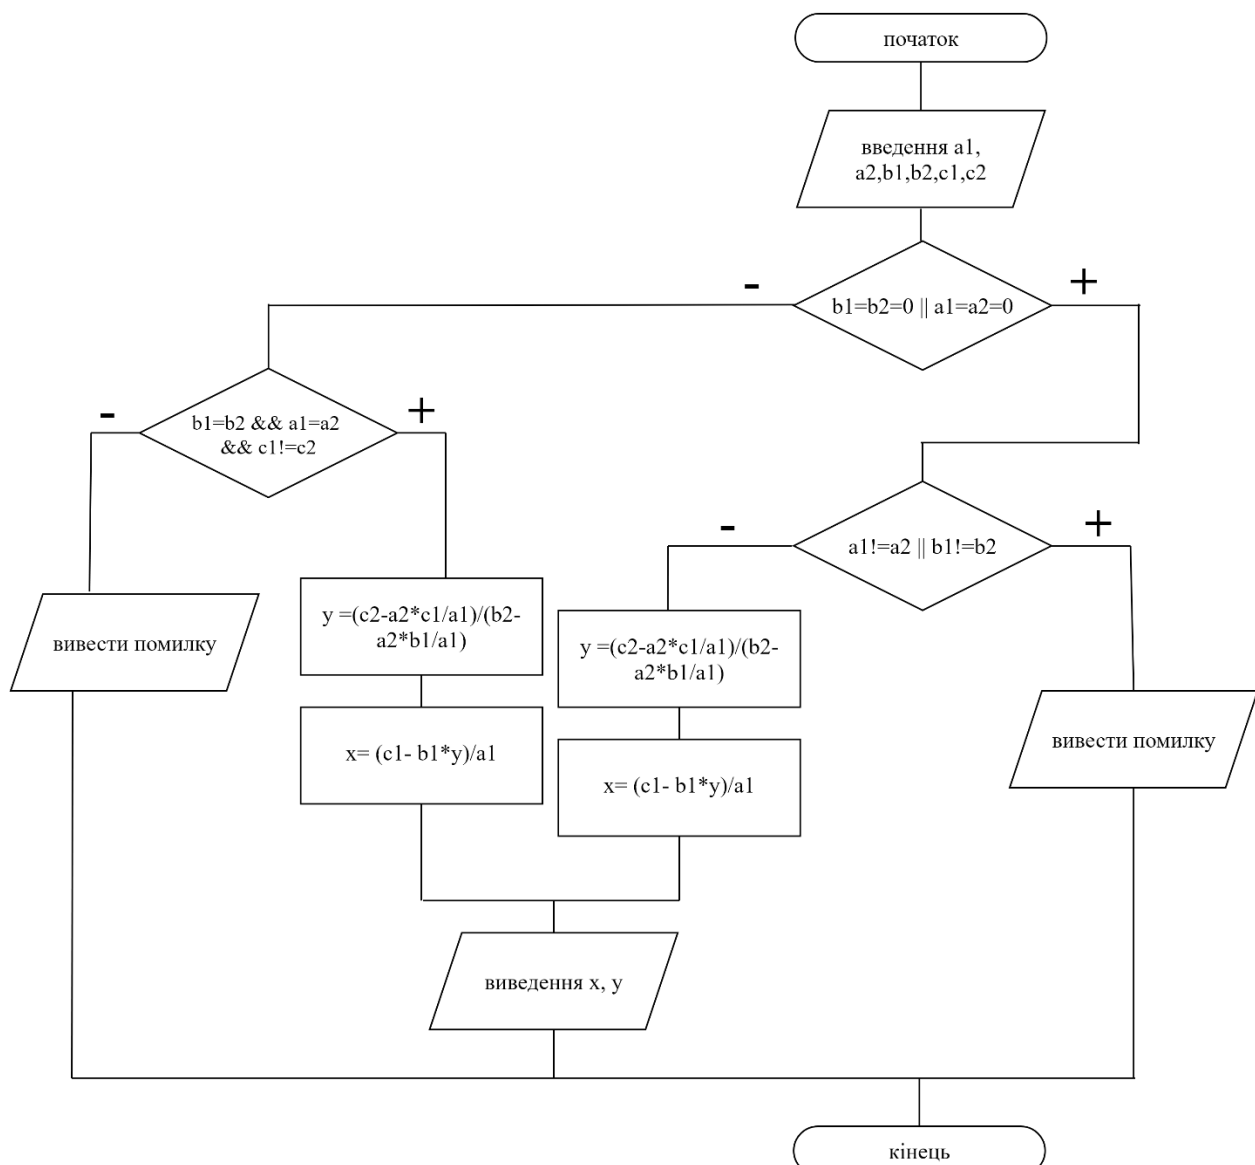 початок
введення a1,
a2,b1,b2,c1,c2
-
+
b1=b2=0 || a1=a2=0
-
+
b1=b2 && a1=a2
&& c1!=c2
-
+
a1!=a2 || b1!=b2
y =(c2-a2*c1/a1)/(b2-
a2*b1/a1)
y =(c2-a2*c1/a1)/(b2-
a2*b1/a1)
вивести помилку
вивести помилку
x= (c1- b1*y)/a1
x= (c1- b1*y)/a1
виведення x, y
кінець